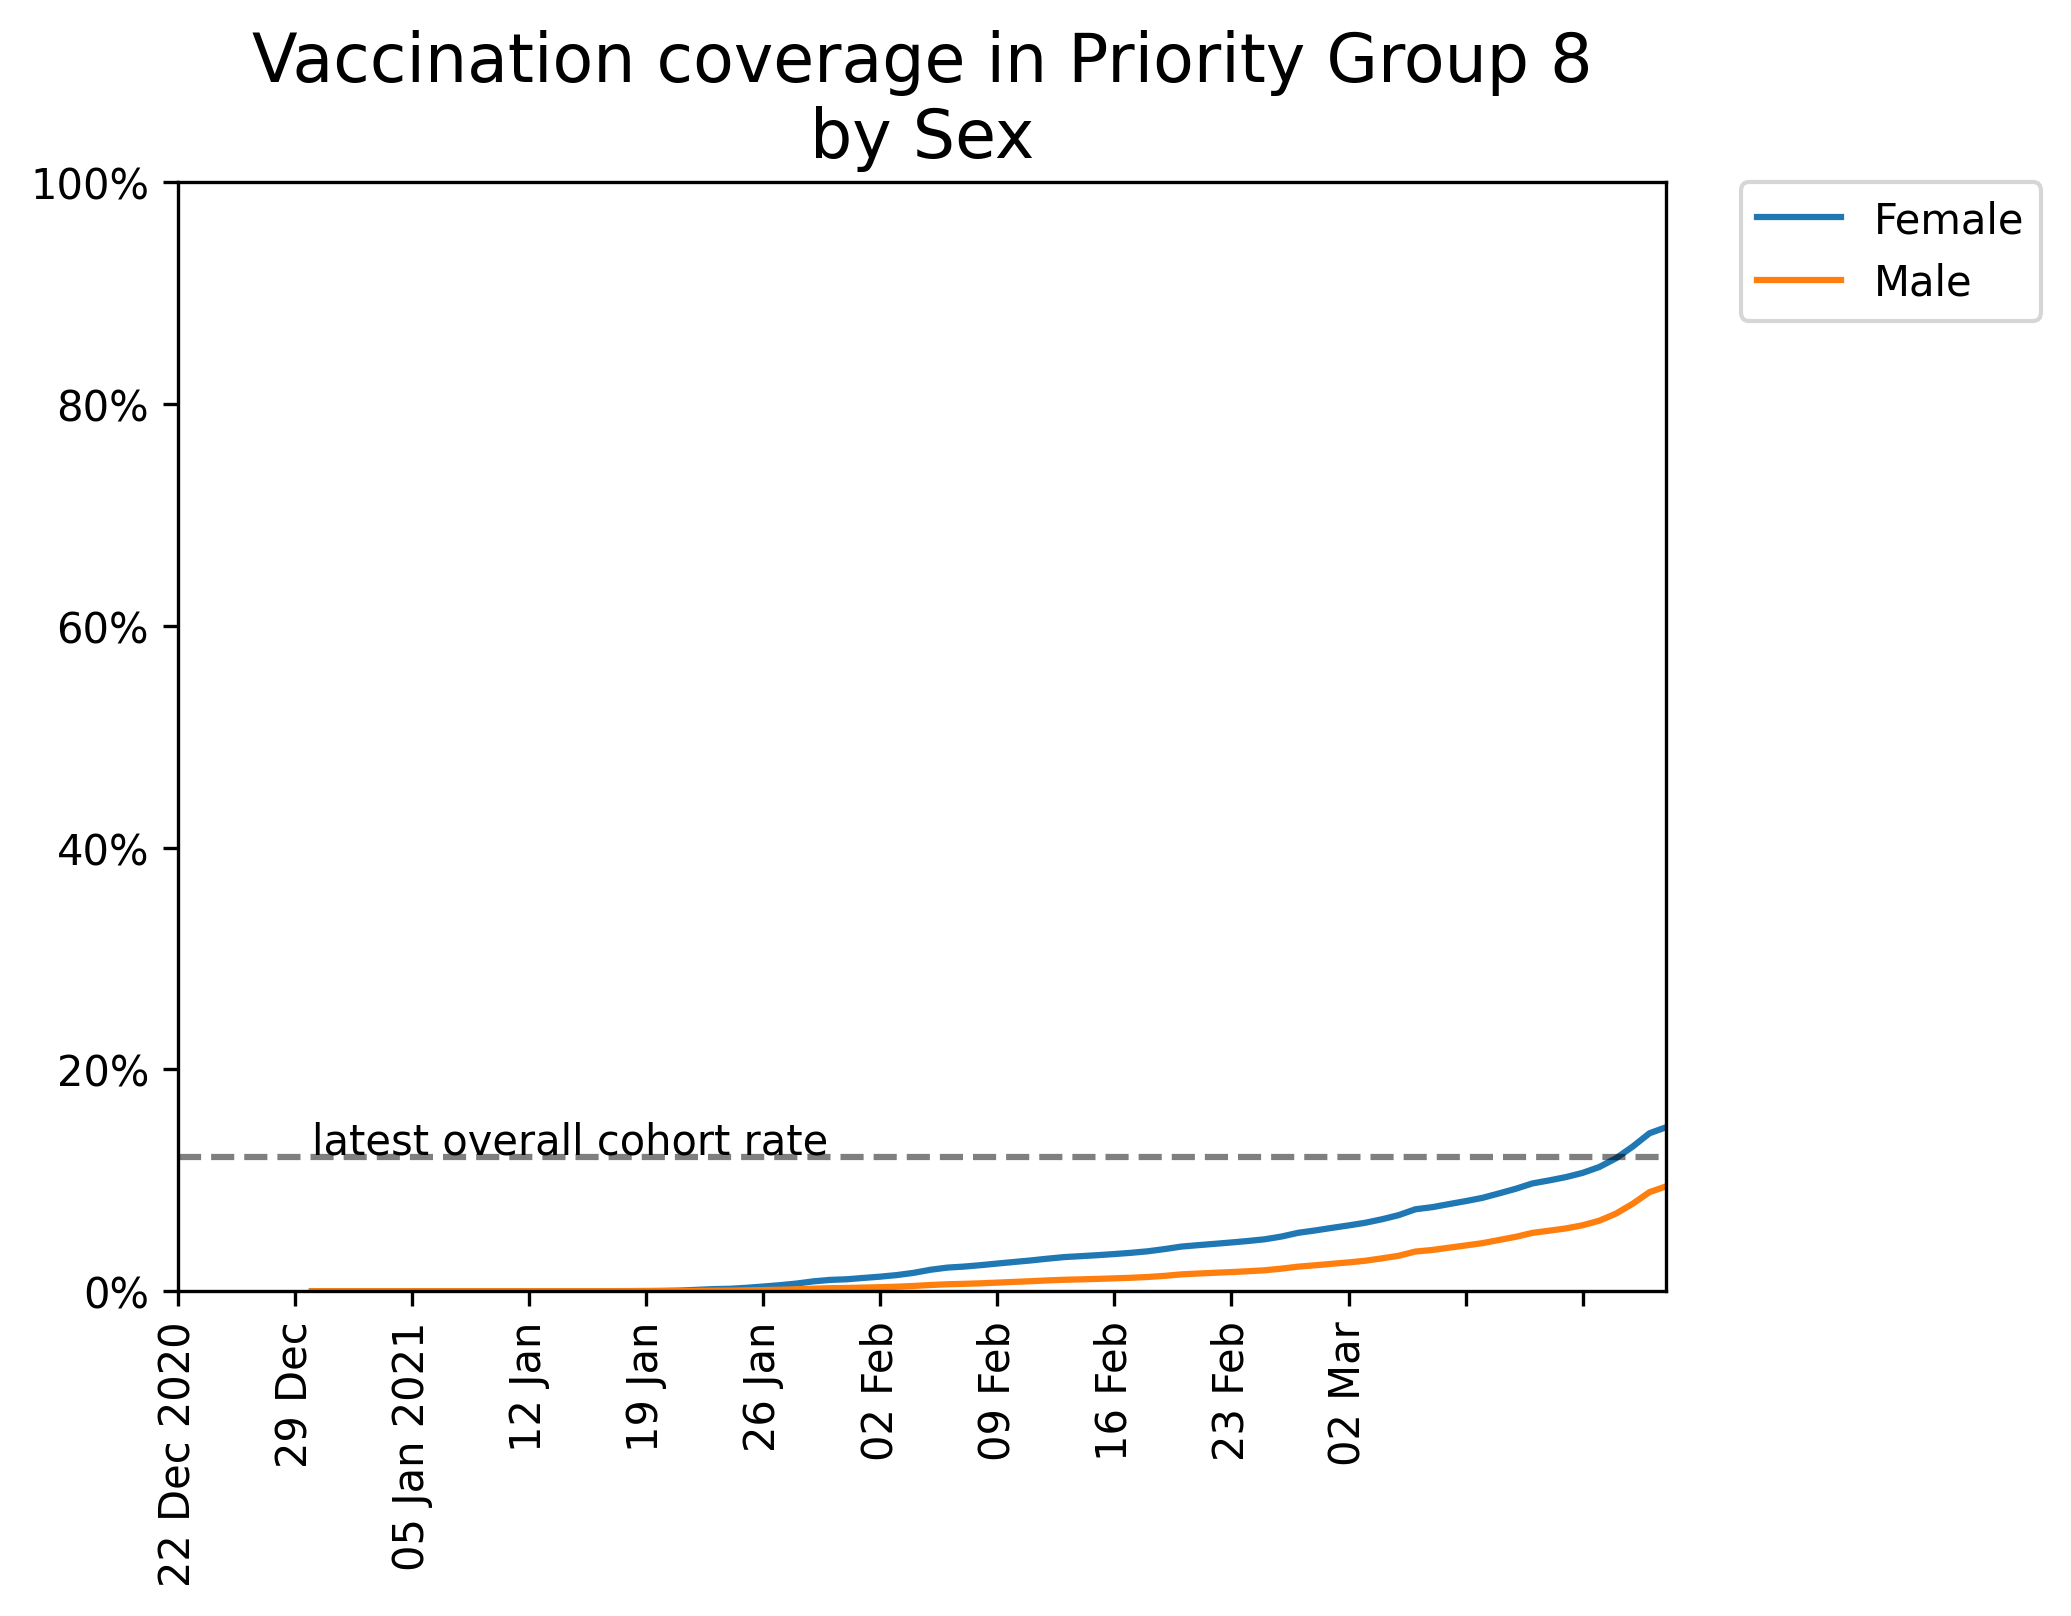 Vaccination coverage in Priority Group 8
by Sex
100%
80%
60%
40%
20%
0%
latest overall cohort rate
Female
Male
22 Dec 2020
29 Dec
05 Jan 2021
12 Jan
19 Jan
26 Jan
02 Feb
09 Feb
16 Feb
23 Feb
02 Mar